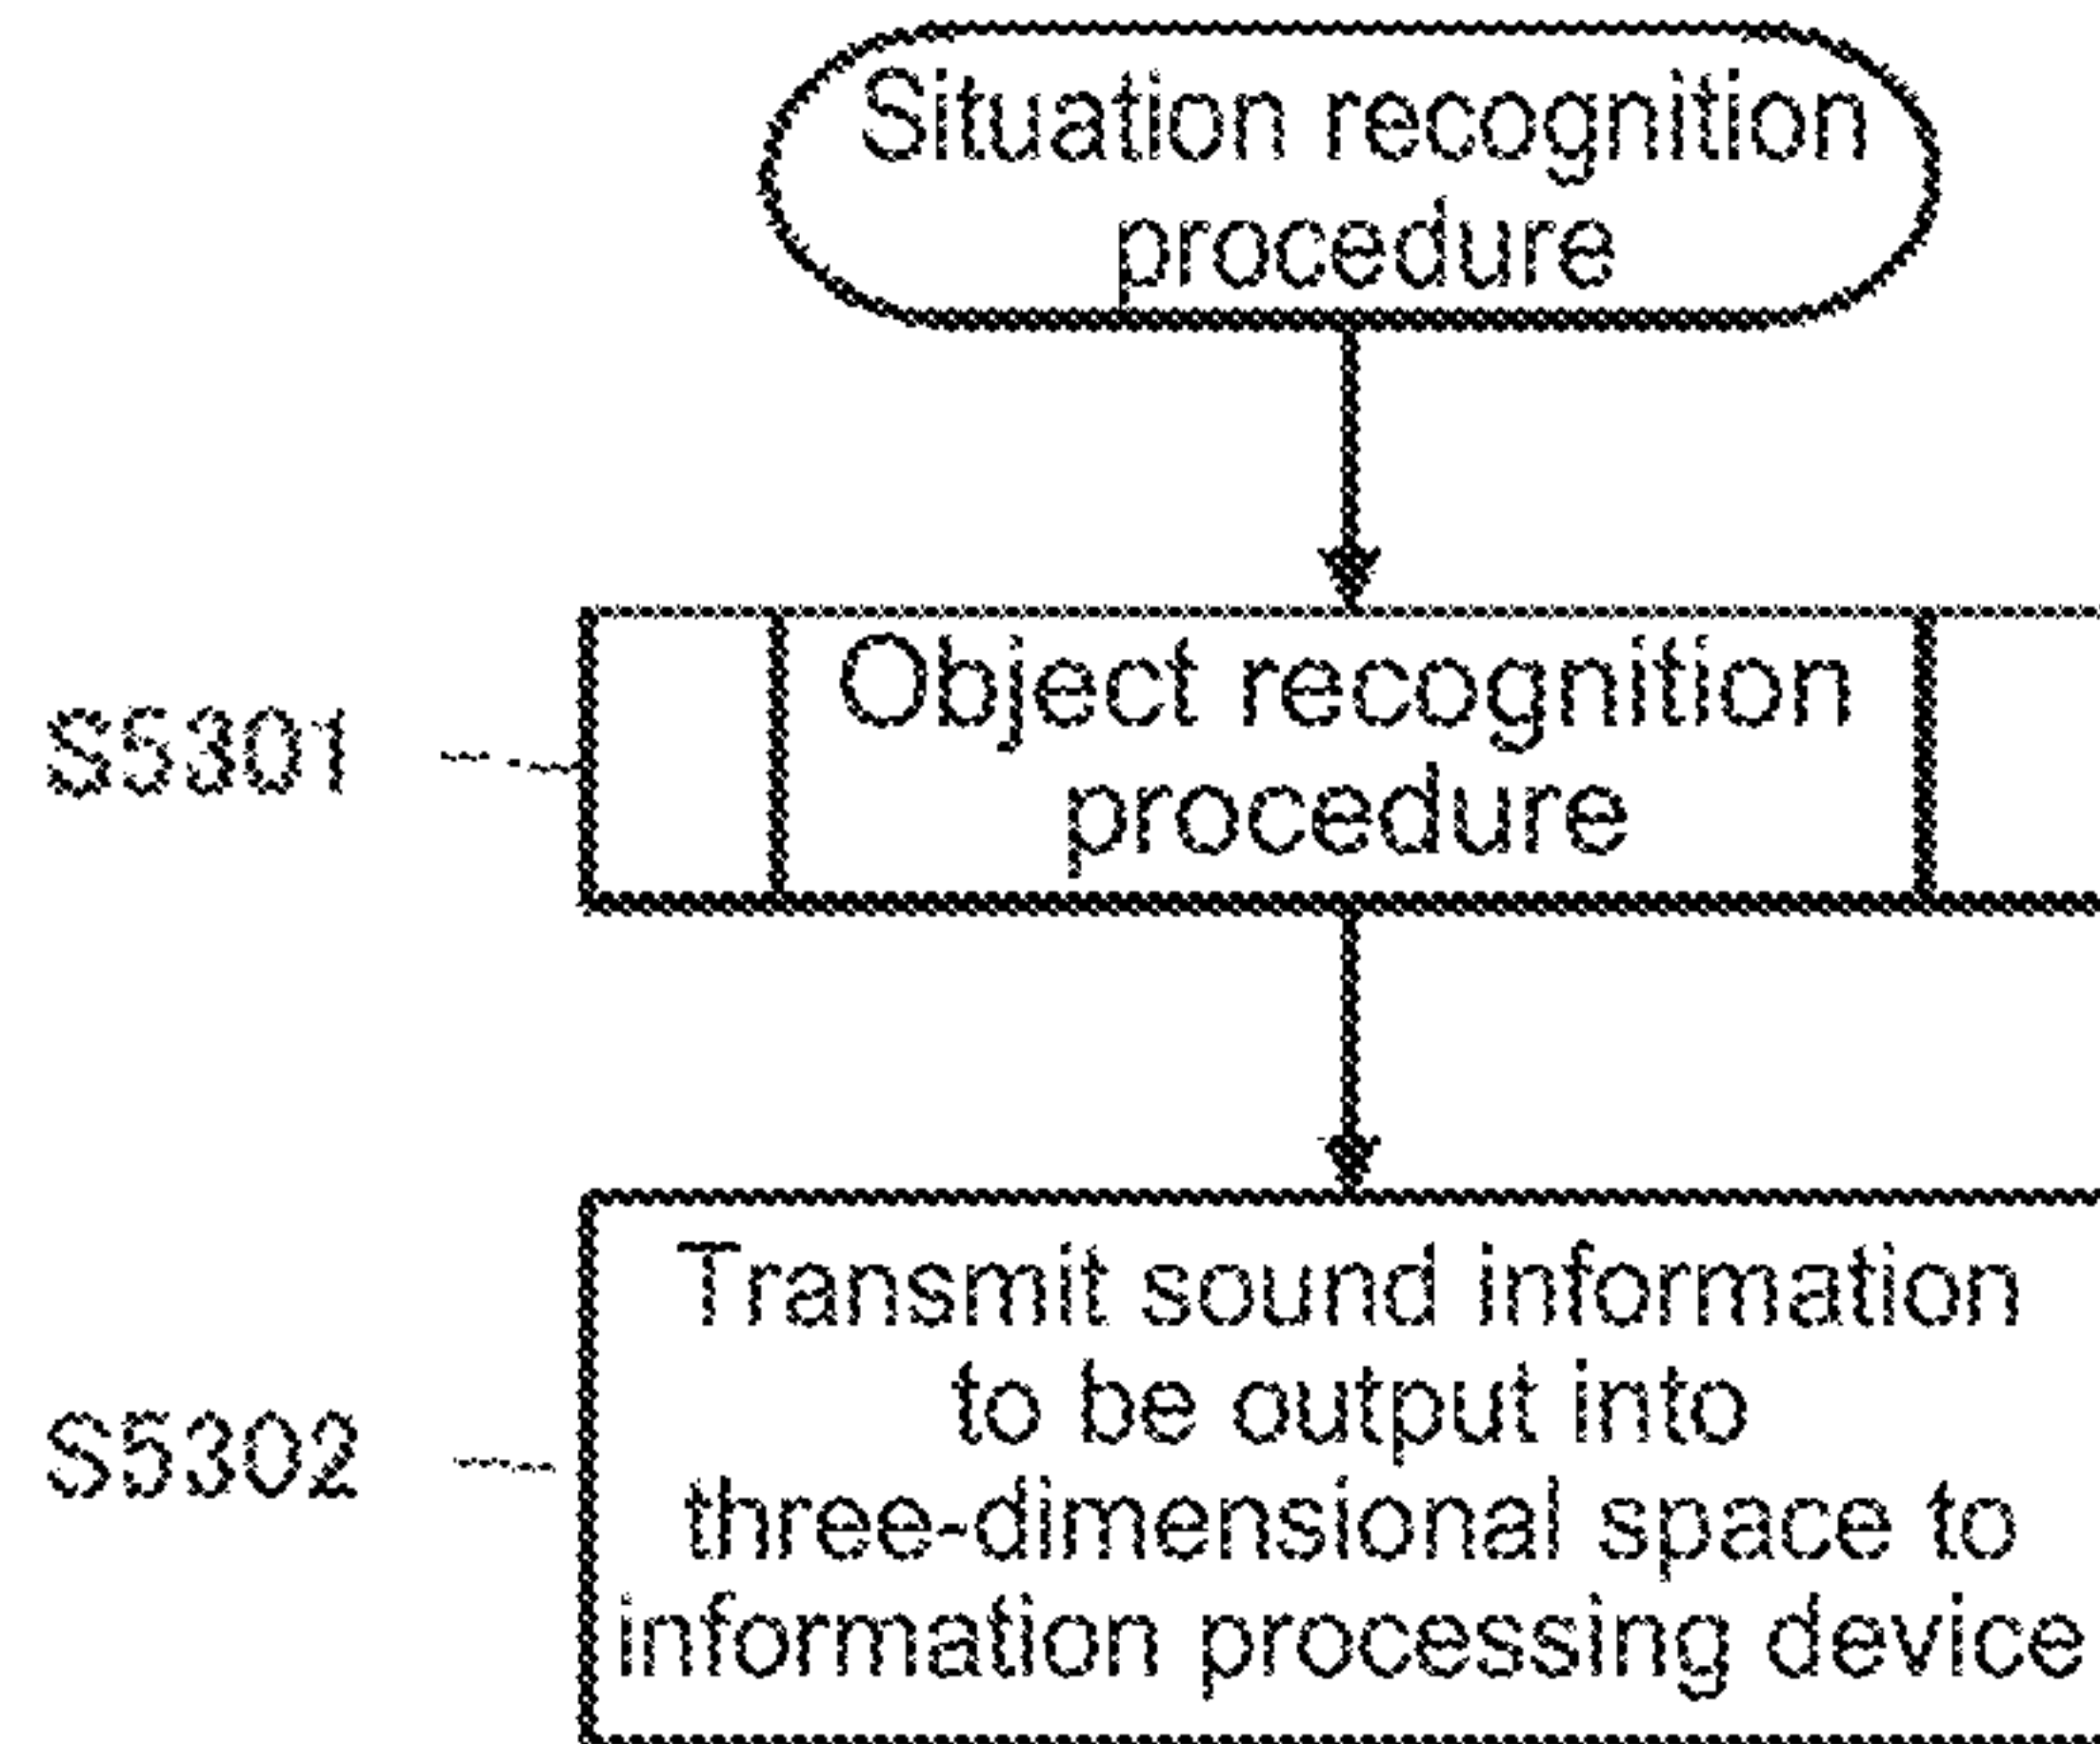 Situation recognition
procedure
S5301
Object recognition
procedure
S5302
Transmit sound information
to be output into
three-dimensional space to
information processing device